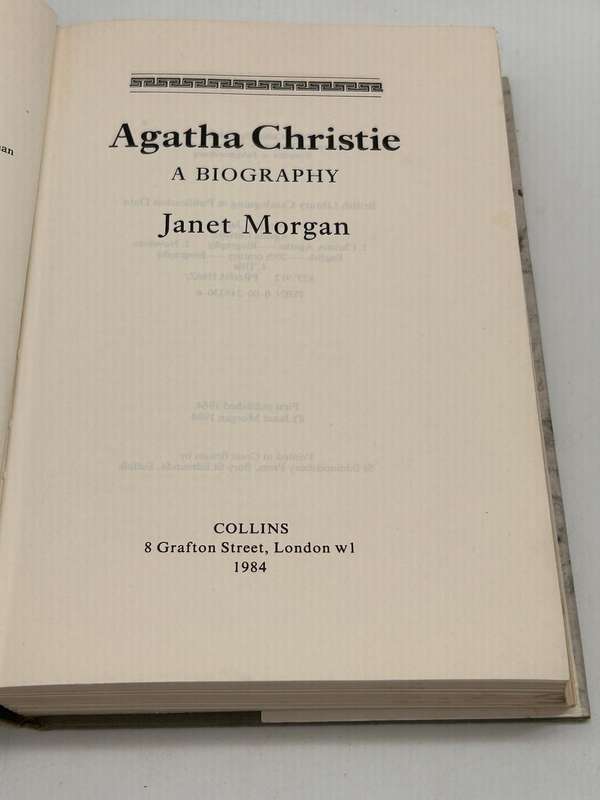 Agatha Christie
A BIOGRAPHY
Janet Morgan
COLLINS
8 Grafton Street, London W1
1984